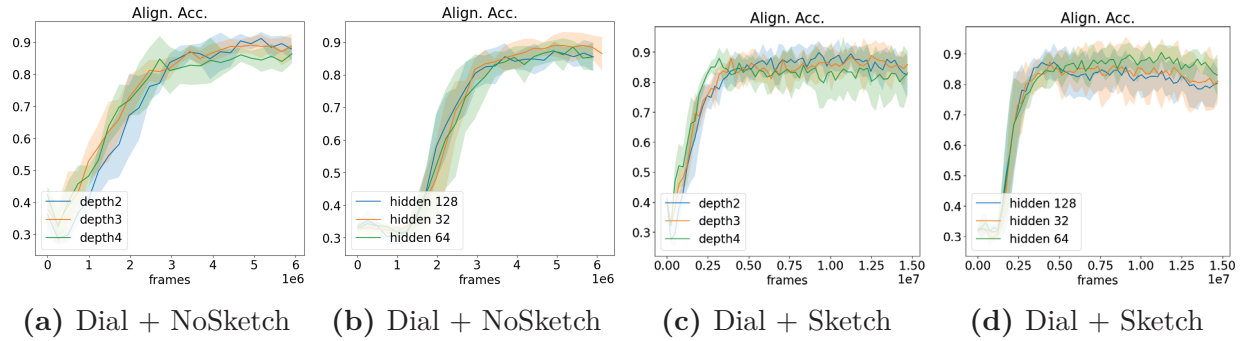 Align. Acc.
0.9
0.8
0.7
0.6
0.5
0.4
0.3
depth2
depth3
depth4
0 1 2 3 4 5 6
frames 1e6
(a) Dial + NoSketch
Align. Acc.
0.9
0.8
0.7
0.6
0.5
0.4
0.3
hidden 128
hidden 32
hidden 64
0 1 2 3 4 5 6
frames 1e6
(b) Dial + NoSketch
Align. Acc.
0.9
0.8
0.7
0.6
0.5
0.4
0.3
depth2
depth3
depth4
0.0 0.2 0.5 0.7 1.0 1.2 1.5
frames 1e7
(c) Dial + Sketch
Align. Acc.
0.9
0.8
0.7
0.6
0.5
0.4
0.3
hidden 128
hidden 32
hidden 64
0.00 0.25 0.50 0.75 1.00 1.25 1.50
frames 1e7
(d) Dial + Sketch